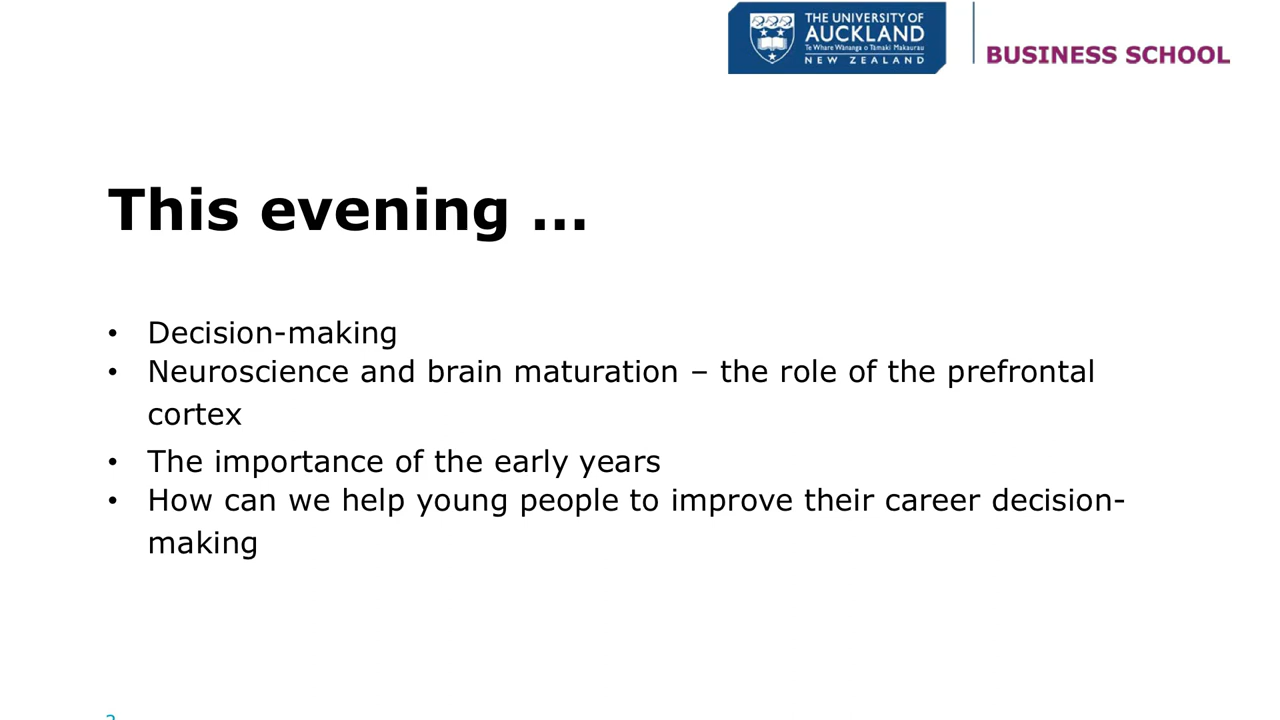 THE UNIVERSITY OF
AUCKLAND
Te Whare Wānanga o Tāmaki Makaurau
NEW ZEALAND
BUSINESS SCHOOL
This evening …
• Decision-making
• Neuroscience and brain maturation – the role of the prefrontal
cortex
• The importance of the early years
• How can we help young people to improve their career decision-
making